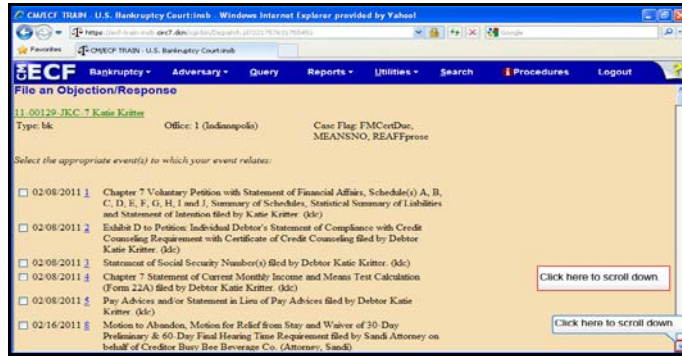 CM/ECF TRAIN - U.S. Bankruptcy Court:insb - Windows Internet Explorer provided by Yahoo!
Google
Favorites CM/ECF TRAIN - U.S. Bankruptcy Court:insb
ECF Bankruptcy Adversary Query Reports Utilities Search Procedures Logout
File an Objection/Response
11-00129-JKC-7 Katie Kritter
Type: bk Office: 1 (Indianapolis) Case Flag: FMCertDue,
MEANSNO, REAFFprose
Select the appropriate event(s) to which your event relates:
02/08/2011 1 Chapter 7 Voluntary Petition with Statement of Financial Affairs, Schedule(s) A, B,
C, D, E, F, G, H, I and J, Summary of Schedules, Statistical Summary of Liabilities
and Statement of Intention filed by Katie Kritter. (klc)
02/08/2011 2 Exhibit D to Petition: Individual Debtor's Statement of Compliance with Credit
Counseling Requirement with Certificate of Credit Counseling filed by Debtor
Katie Kritter. (klc)
02/08/2011 3 Statement of Social Security Number(s) filed by Debtor Katie Kritter. (klc)
02/08/2011 4 Chapter 7 Statement of Current Monthly Income and Means Test Calculation
(Form 22A) filed by Debtor Katie Kritter. (klc)
Click here to scroll down.
02/08/2011 5 Pay Advices and/or Statement in Lieu of Pay Advices filed by Debtor Katie
Kritter. (klc)
02/16/2011 8 Motion to Abandon, Motion for Relief from Stay and Waiver of 30-Day
Preliminary & 60-Day Final Hearing Time Requirement filed by Sandi Attorney on
behalf of Creditor Busy Bee Beverage Co. (Attorney, Sandi)
Click here to scroll down.